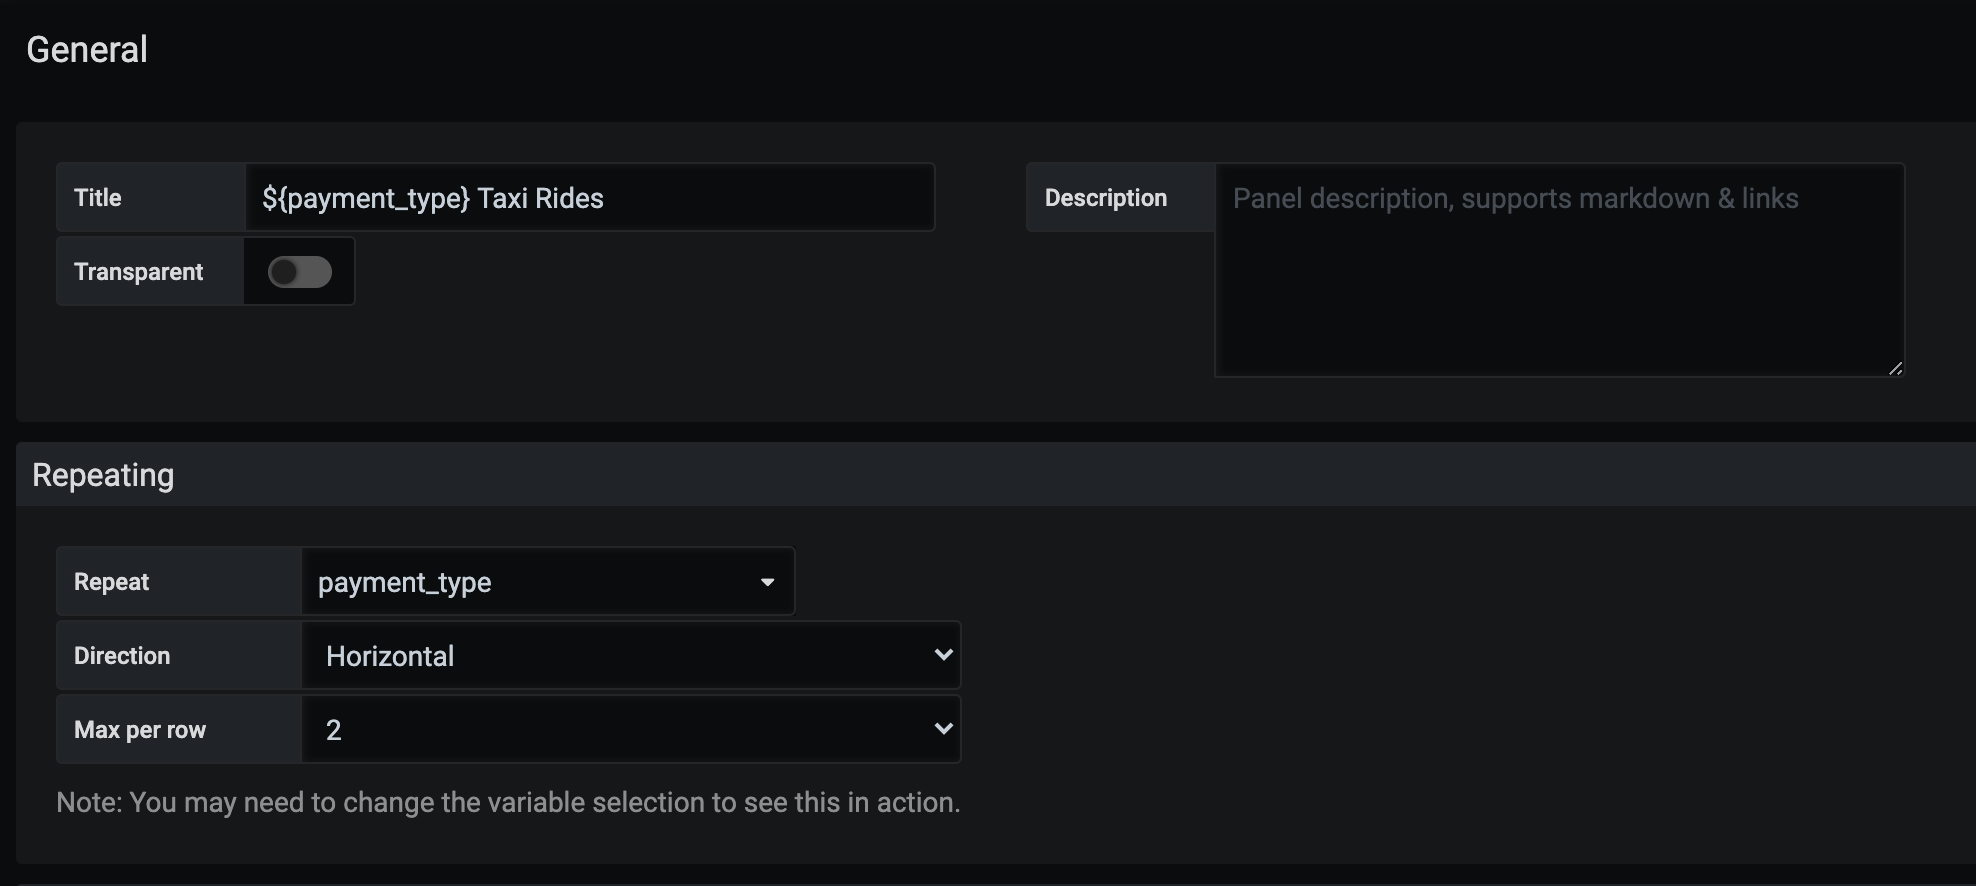 General
Title
${payment_type} Taxi Rides
Description
Panel description, supports markdown & links
Transparent
Repeating
Repeat
payment_type
Direction
Horizontal
Max per row
2
Note: You may need to change the variable selection to see this in action.